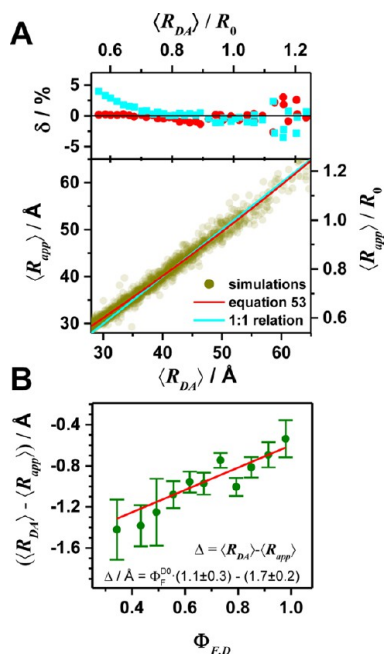 A
⟨R_DA⟩ / R_0
0.6 0.8 1.0 1.2
δ / %
5
0
-5
⟨R_app⟩ / Å
60
50
40
30
1.2
1.0
0.8
0.6
⟨R_app⟩ / R_0
simulations
equation 53
1:1 relation
30 40 50 60
⟨R_DA⟩ / Å
B
(⟨R_DA⟩ - ⟨R_app⟩) / Å
-0.4
-0.8
-1.2
-1.6
Δ = ⟨R_DA⟩-⟨R_app⟩
Δ / Å = Φ_F^D0·(1.1±0.3) − (1.7±0.2)
0.4 0.6 0.8 1.0
Φ_F,D